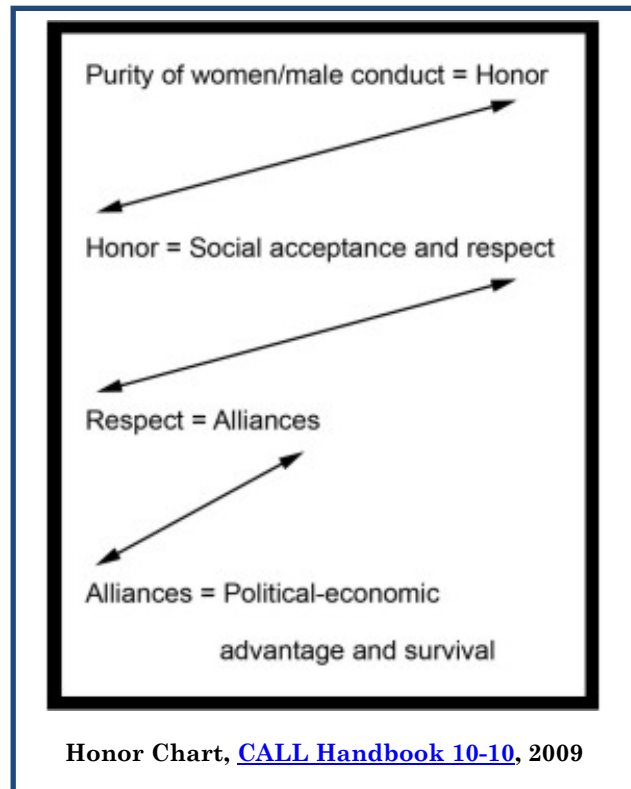 Purity of women/male conduct = Honor
Honor = Social acceptance and respect
Respect = Alliances
Alliances = Political-economic
advantage and survival
Honor Chart, CALL Handbook 10-10, 2009